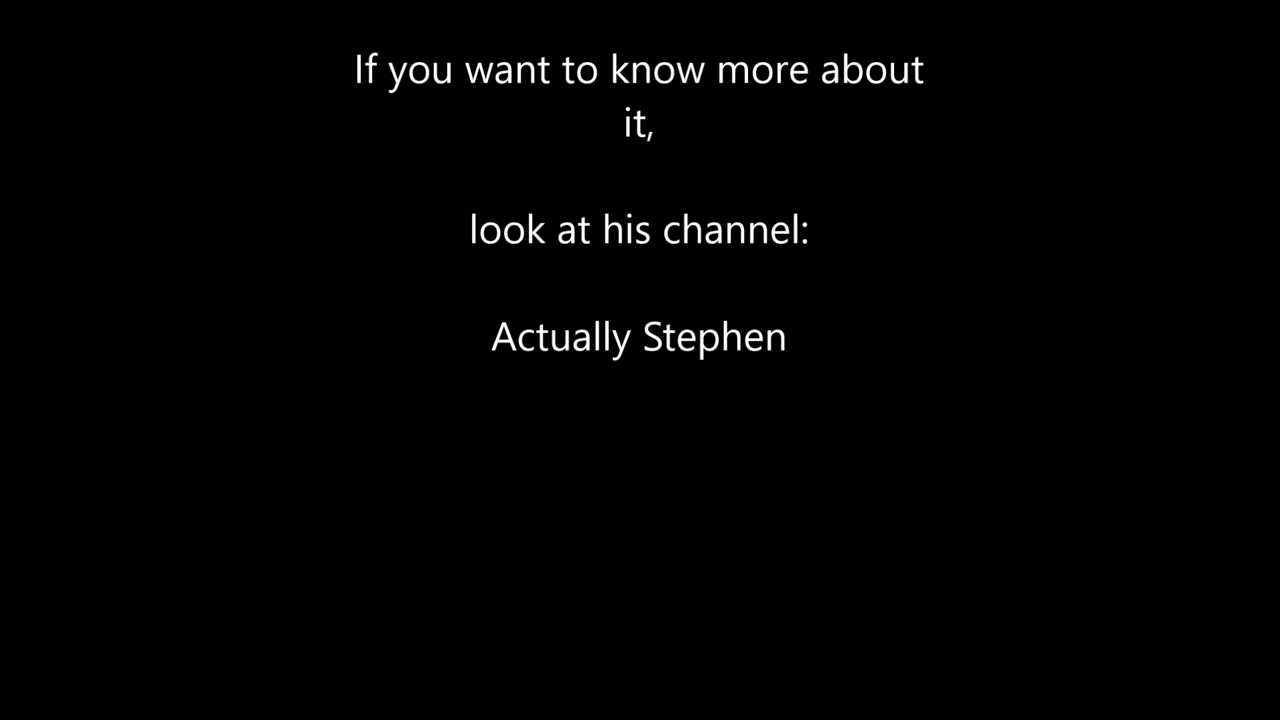 If you want to know more about
it,
look at his channel:
Actually Stephen